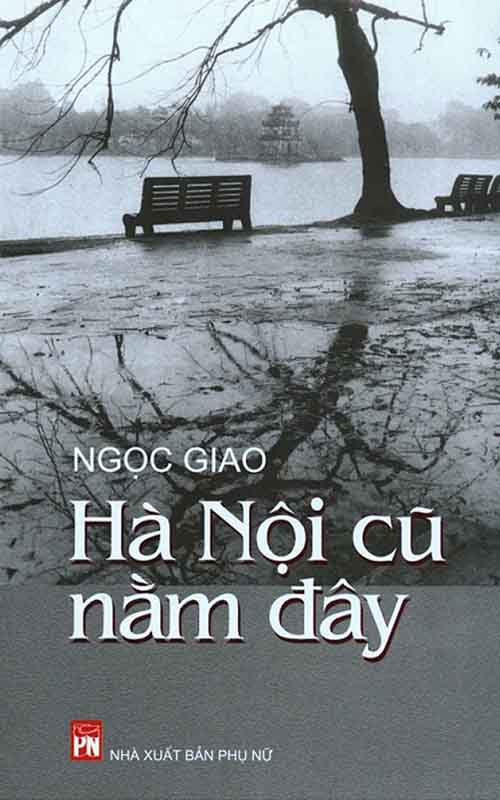 NGỌC GIAO
Hà Nội cũ
nằm đây
PN
NHÀ XUẤT BẢN PHỤ NỮ